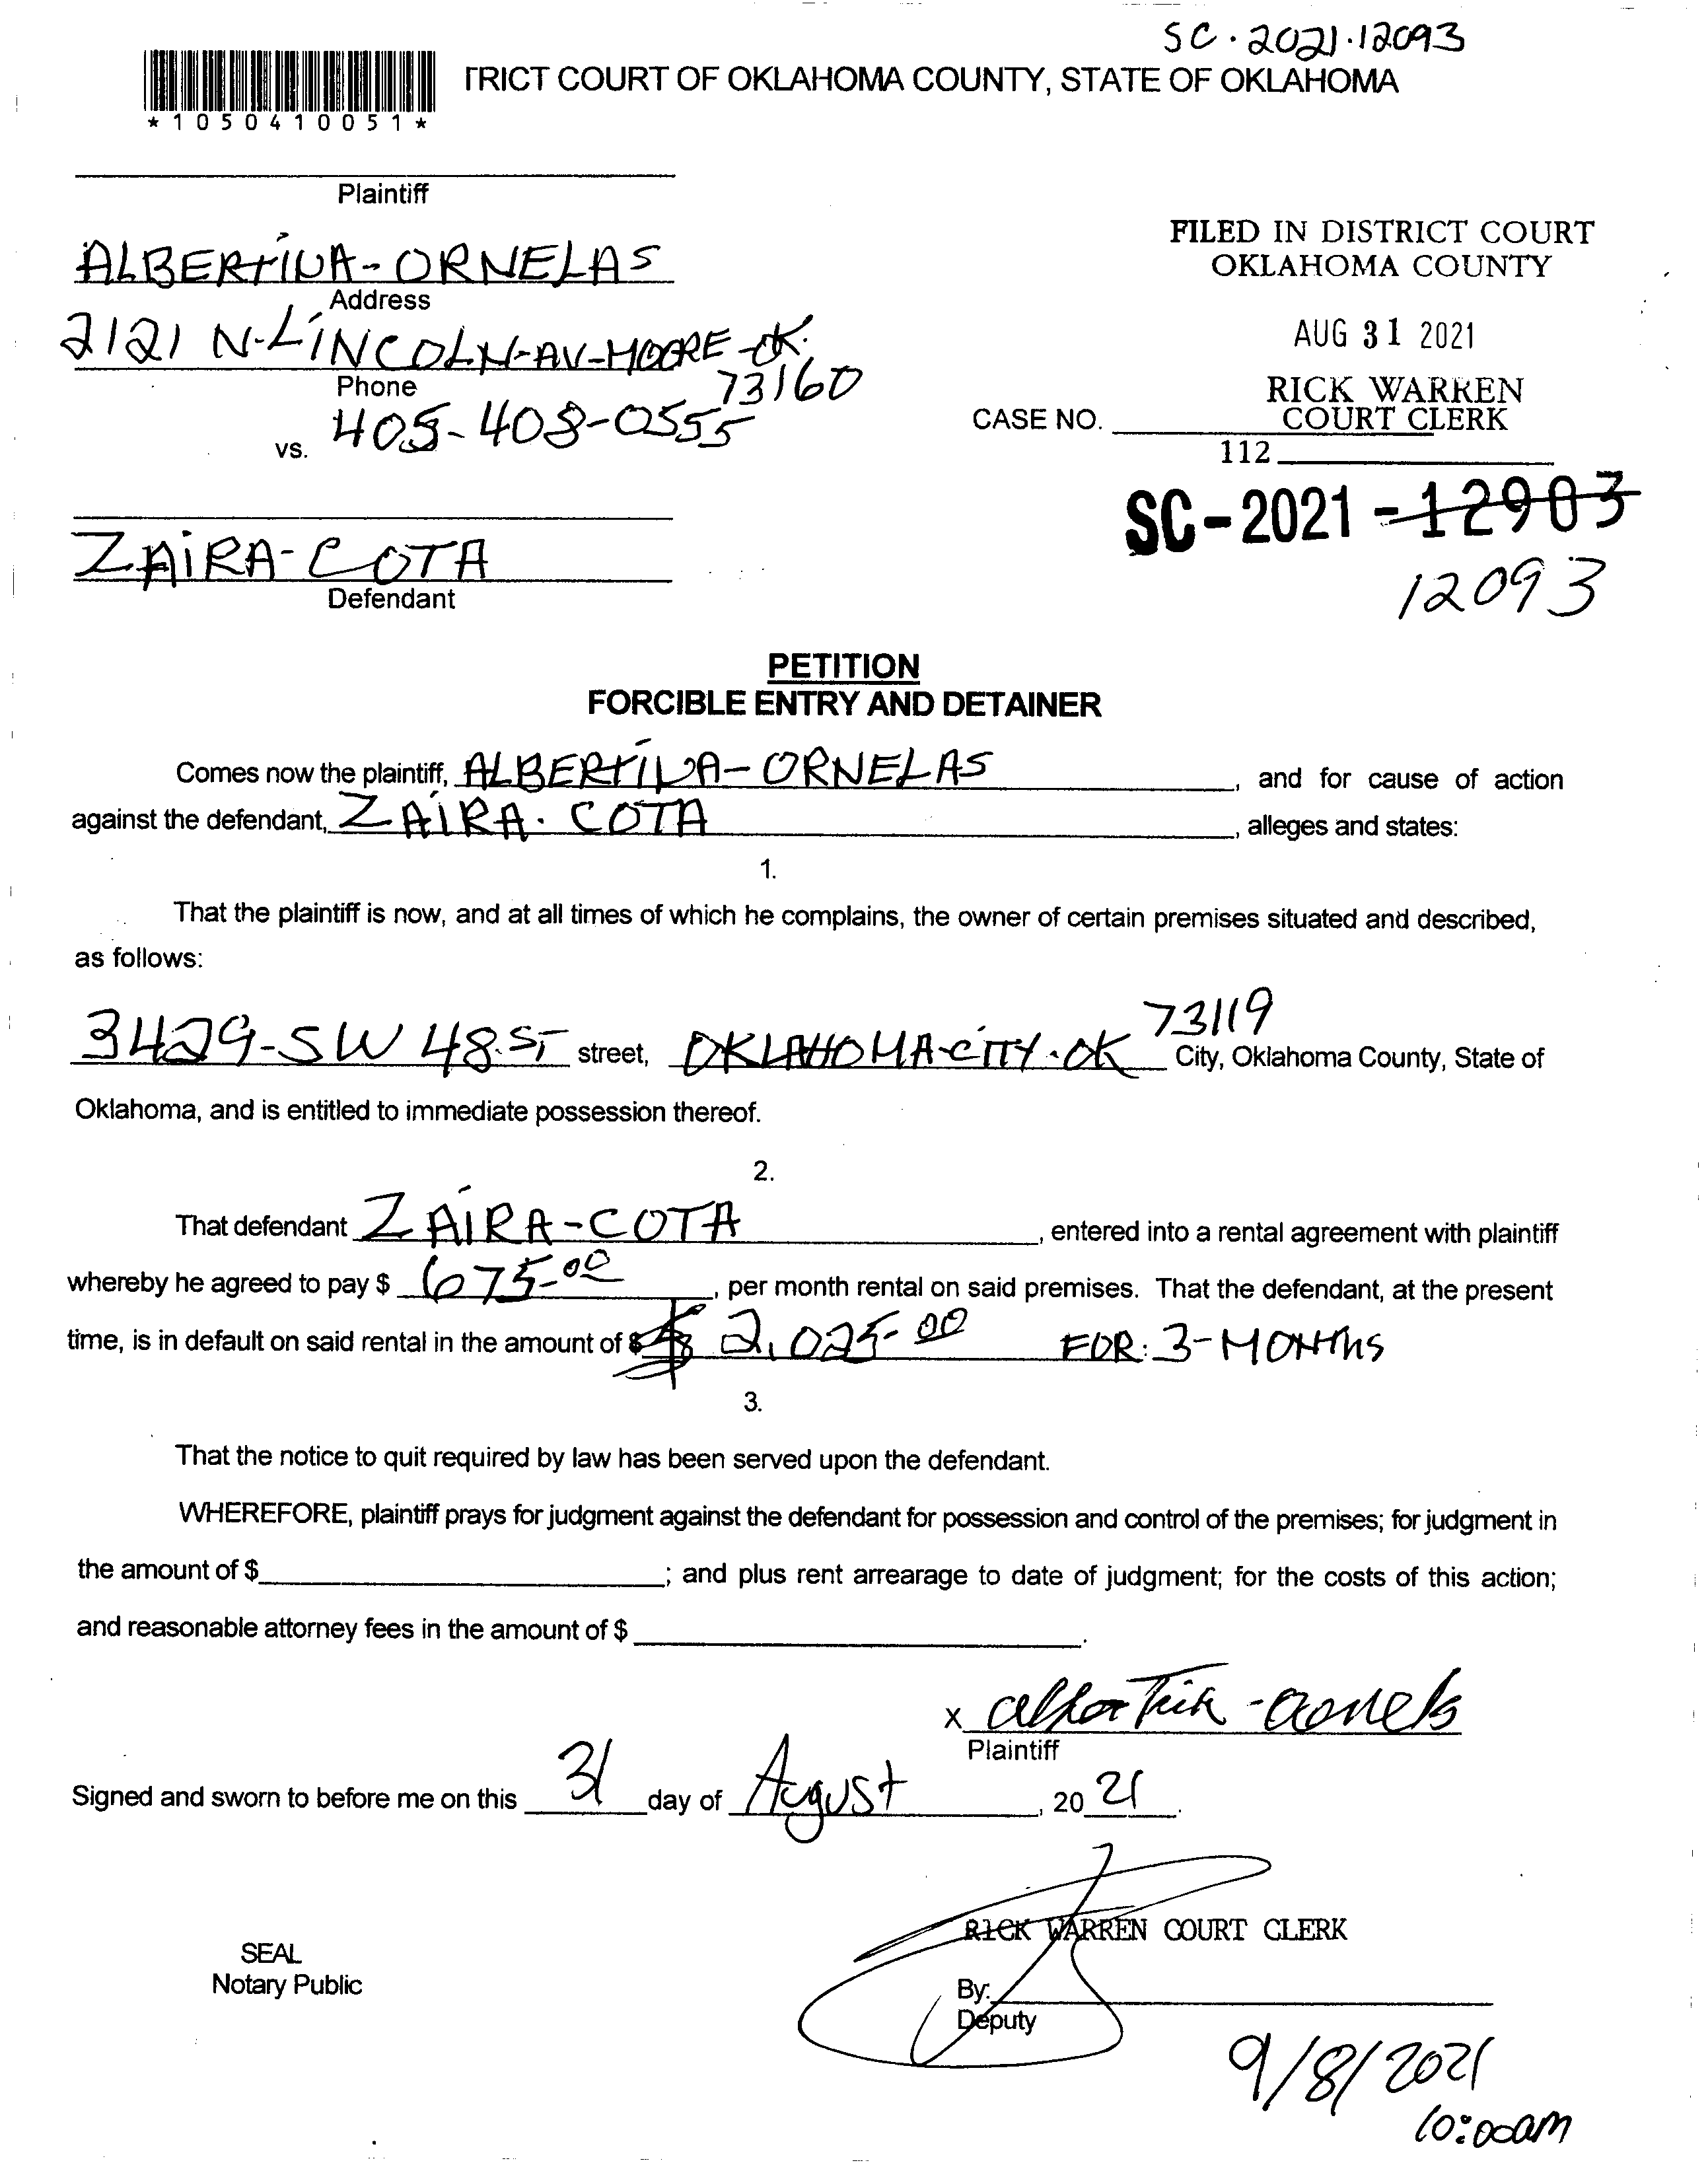 SC·2021·12093
TRICT COURT OF OKLAHOMA COUNTY, STATE OF OKLAHOMA
*1050410051*
Plaintiff
ALBERTINA-ORNELAS
Address
2121 N-LINCOLN-AV-MOORE-OK.
73160
Phone
405-408-0555
vs.
ZAIRA-COTA
Defendant
FILED IN DISTRICT COURT
OKLAHOMA COUNTY
AUG 31 2021
RICK WARREN
COURT CLERK
CASE NO.
112
SC-2021-12903
12093
PETITION
FORCIBLE ENTRY AND DETAINER
Comes now the plaintiff, ALBERTINA-ORNELAS, and for cause of action
against the defendant, ZAIRA. COTA, alleges and states:
1.
That the plaintiff is now, and at all times of which he complains, the owner of certain premises situated and described,
as follows:
3429-SW 48.ST street, OKLAHOMA-CITY.OK 73119 City, Oklahoma County, State of
Oklahoma, and is entitled to immediate possession thereof.
2.
That defendant ZAIRA-COTA, entered into a rental agreement with plaintiff
whereby he agreed to pay $ 675-00, per month rental on said premises. That the defendant, at the present
time, is in default on said rental in the amount of $ 2,025-00 FOR: 3-MONTHS
3.
That the notice to quit required by law has been served upon the defendant.
WHEREFORE, plaintiff prays for judgment against the defendant for possession and control of the premises; for judgment in
the amount of $ ; and plus rent arrearage to date of judgment; for the costs of this action;
and reasonable attorney fees in the amount of $ .
x
Plaintiff
Signed and sworn to before me on this 31 day of Agust, 20 21.
RICK WARREN COURT CLERK
SEAL
Notary Public
By:
Deputy
9/8/2021
10:00am